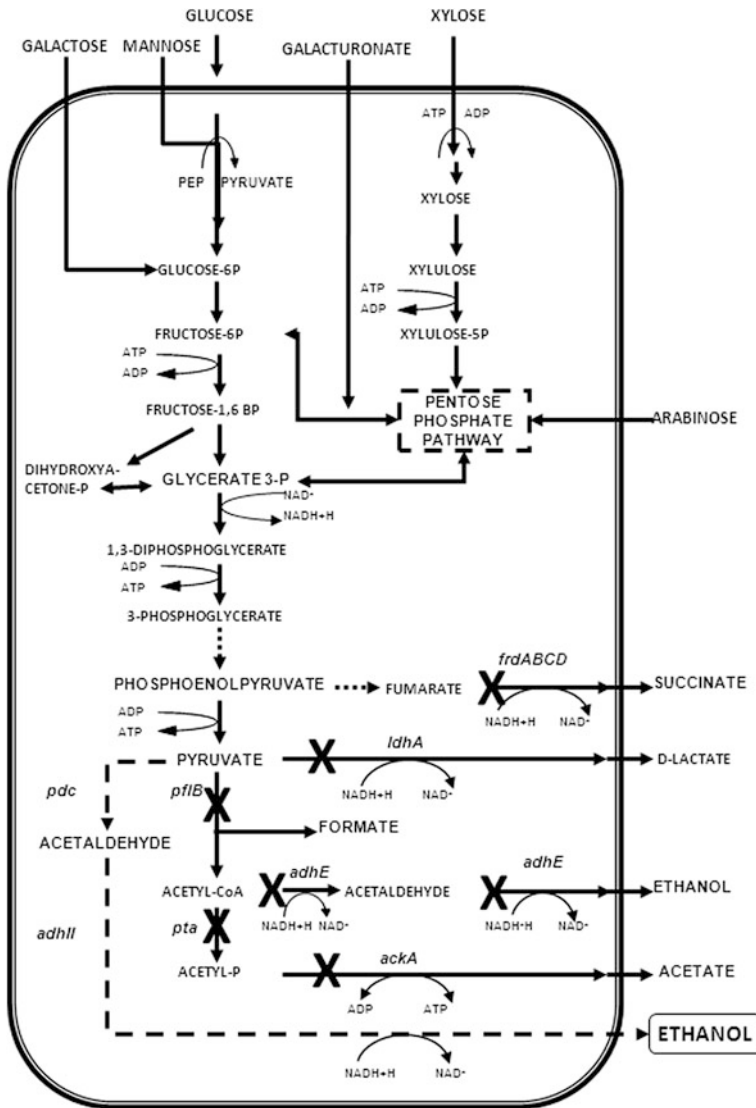 GLUCOSE
XYLOSE
GALACTOSE
MANNOSE
GALACTURONATE
ATP
ADP
PEP
PYRUVATE
XYLOSE
GLUCOSE-6P
XYLULOSE
ATP
ADP
FRUCTOSE-6P
XYLULOSE-5P
ATP
ADP
FRUCTOSE-1,6 BP
PENTOSE
PHOSPHATE
PATHWAY
ARABINOSE
DIHYDROXYA-
CETONE-P
GLYCERATE 3-P
NAD+
NADH+H
1,3-DIPHOSPHOGLYCERATE
ADP
ATP
3-PHOSPHOGLYCERATE
frdABCD
PHOSPHOENOLPYRUVATE
FUMARATE
X
SUCCINATE
NADH+H
NAD+
ADP
ATP
ldhA
PYRUVATE
X
D-LACTATE
NADH+H
NAD+
pdc
pflB
X
FORMATE
ACETALDEHYDE
adhE
adhE
ACETYL-CoA
X
ACETALDEHYDE
X
ETHANOL
NADH+H
NAD+
NADH+H
NAD+
adhII
pta
X
ACETYL-P
X
ackA
ACETATE
ADP
ATP
ETHANOL
NADH+H
NAD+